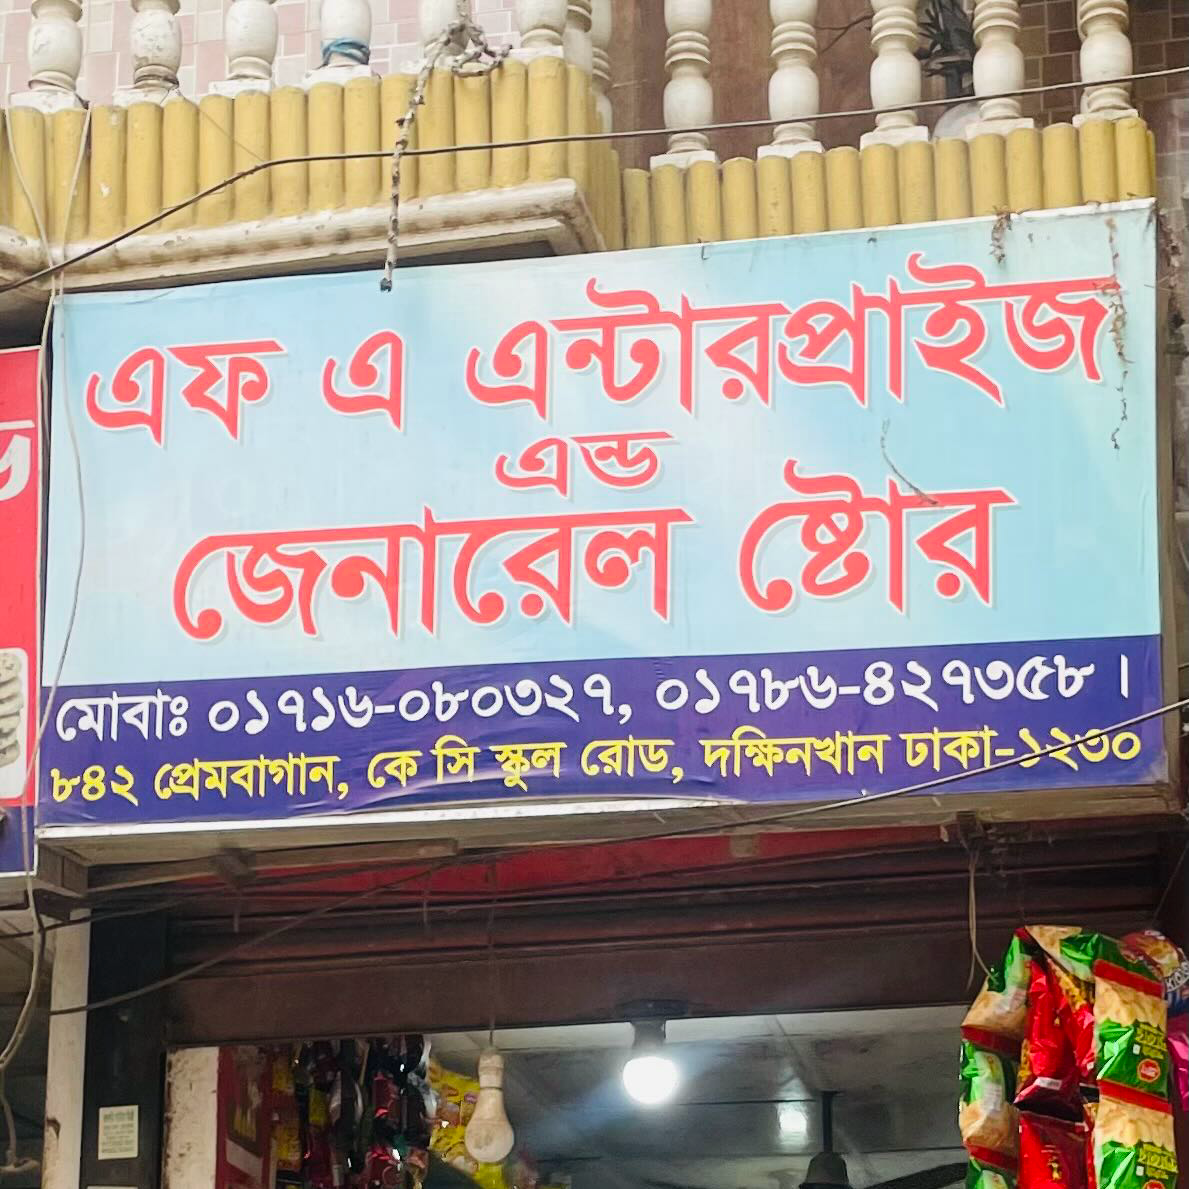 এফ এ এন্টারপ্রাইজ
এন্ড
জেনারেল ষ্টোর
মোবাঃ ০১৭১৬-০৮০৩২৭, ০১৭৮৬-৪২৭৩৫৮ ।
৮৪২ প্রেমবাগান, কে সি স্কুল রোড, দক্ষিনখান ঢাকা-১২৩০